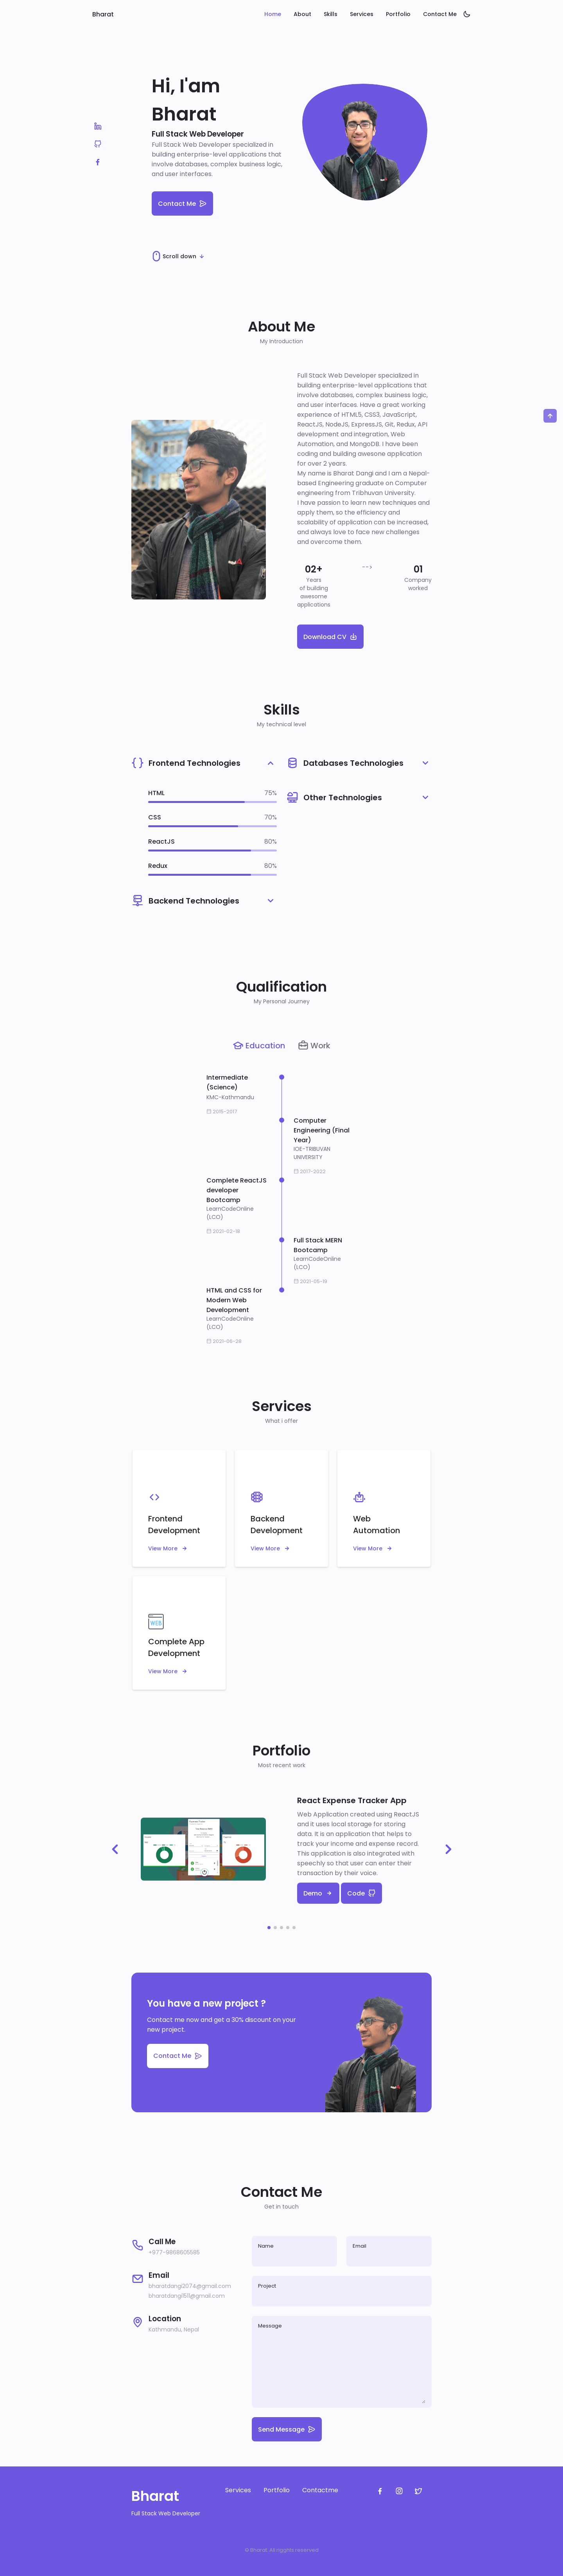 Bharat
Home
About
Skills
Services
Portfolio
Contact Me
Hi, I'am
Bharat
Full Stack Web Developer
Full Stack Web Developer specialized in
building enterprise-level applications that
involve databases, complex business logic,
and user interfaces.
Contact Me
Scroll down
About Me
My Introduction
Full Stack Web Developer specialized in
building enterprise-level applications that
involve databases, complex business logic,
and user interfaces. Have a great working
experience of HTML5, CSS3, JavaScript,
ReactJS, NodeJS, ExpressJS, Git, Redux, API
development and integration, Web
Automation, and MongoDB. I have been
coding and building awesone application
for over 2 years.
My name is Bharat Dangi and I am a Nepal-
based Engineering graduate on Computer
engineering from Tribhuvan University.
I have passion to learn new techniques and
apply them, so the efficiency and
scalability of application can be increased,
and always love to face new challenges
and overcome them.
02+
Years
of building
awesome
applications
-->
01
Company
worked
Download CV
Skills
My technical level
Frontend Technologies
HTML
75%
CSS
70%
ReactJS
80%
Redux
80%
Backend Technologies
Databases Technologies
Other Technologies
Qualification
My Personal Journey
Education
Work
Intermediate
(Science)
KMC-Kathmandu
2015-2017
Computer
Engineering (Final
Year)
IOE-TRIBUVAN
UNIVERSITY
2017-2022
Complete ReactJS
developer
Bootcamp
LearnCodeOnline
(LCO)
2021-02-18
Full Stack MERN
Bootcamp
LearnCodeOnline
(LCO)
2021-05-19
HTML and CSS for
Modern Web
Development
LearnCodeOnline
(LCO)
Services
What I offer
Frontend
Development
View More
Backend
Development
View More
Web
Automation
View More
WEB
Complete App
Development
View More
Portfolio
Most recent work
React Expense Tracker App
Web Application created using ReactJS
and it uses local storage for storing
data. It is an application that helps to
track your income and expense record.
This application is also integrated with
speechly so that user can enter their
transaction by their voice.
Demo
Code
You have a new project ?
Contact me now and get a 30% discount on your
new project.
Contact Me
Contact Me
Get in touch
Call Me
+977-9868605585
Email
bharatdangi2074@gmail.com
bharatdangi151@gmail.com
Location
Kathmandu, Nepal
Name
Email
Project
Message
Send Message
Bharat
Full Stack Web Developer
Services
Portfolio
Contactme
© Bharat. All rigghts reserved